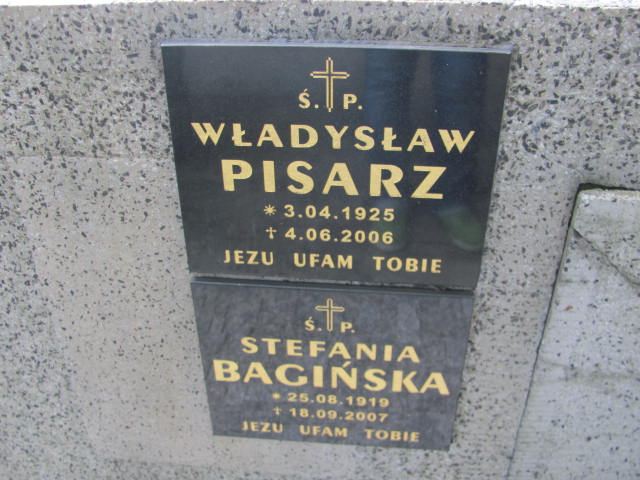 Ś. P.
WŁADYSŁAW
PISARZ
* 3.04.1925
† 4.06.2006
JEZU UFAM TOBIE
Ś. P.
STEFANIA
BAGIŃSKA
* 25.08.1919
† 18.09.2007
JEZU UFAM TOBIE